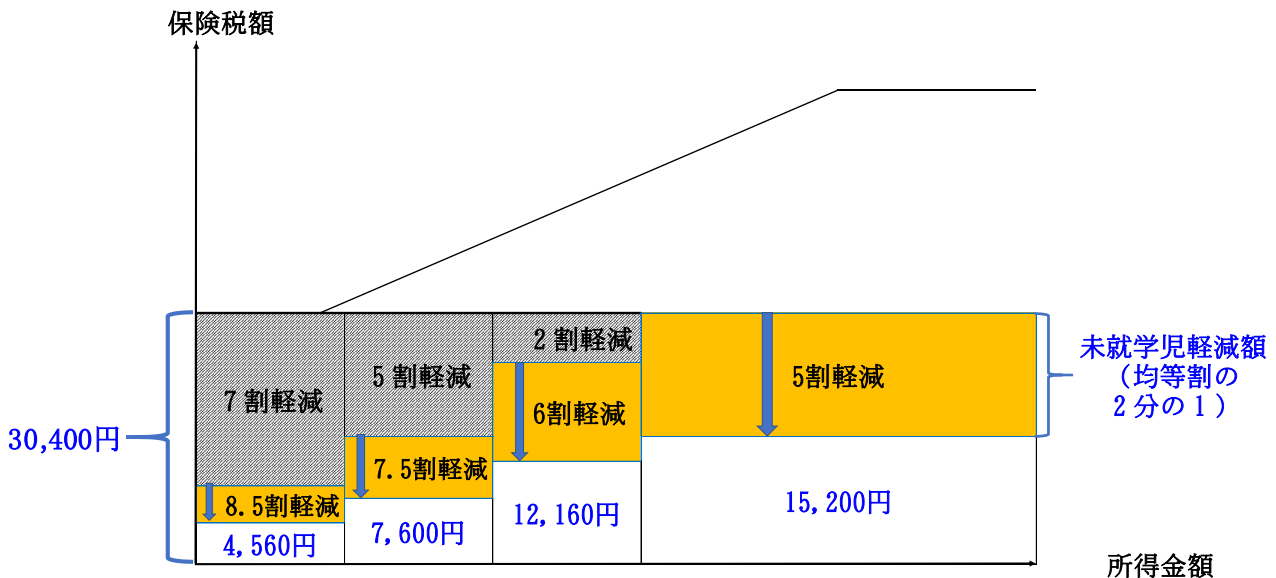 保険税額
2割軽減
未就学児軽減額
（均等割の
2分の1）
5割軽減
5割軽減
7割軽減
6割軽減
30,400円
7.5割軽減
8.5割軽減
15,200円
12,160円
7,600円
4,560円
所得金額